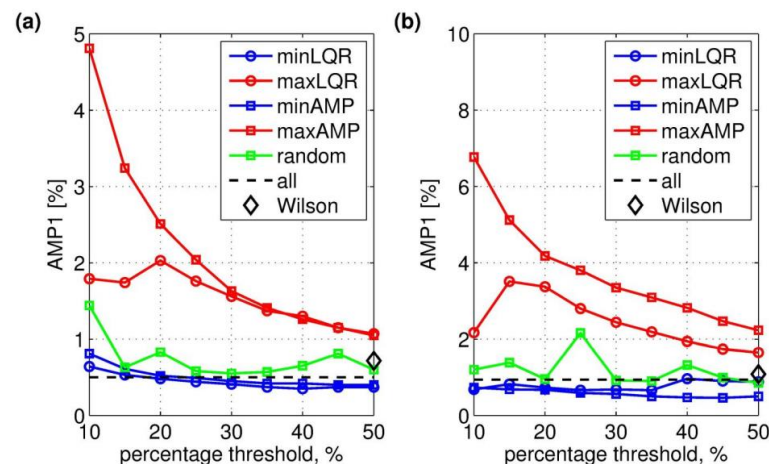 (a)
5
4
3
2
1
0
10 20 30 40 50
AMP1 [%]
percentage threshold, %
minLQR
maxLQR
minAMP
maxAMP
random
all
Wilson
(b)
10
8
6
4
2
0
10 20 30 40 50
AMP1 [%]
percentage threshold, %
minLQR
maxLQR
minAMP
maxAMP
random
all
Wilson